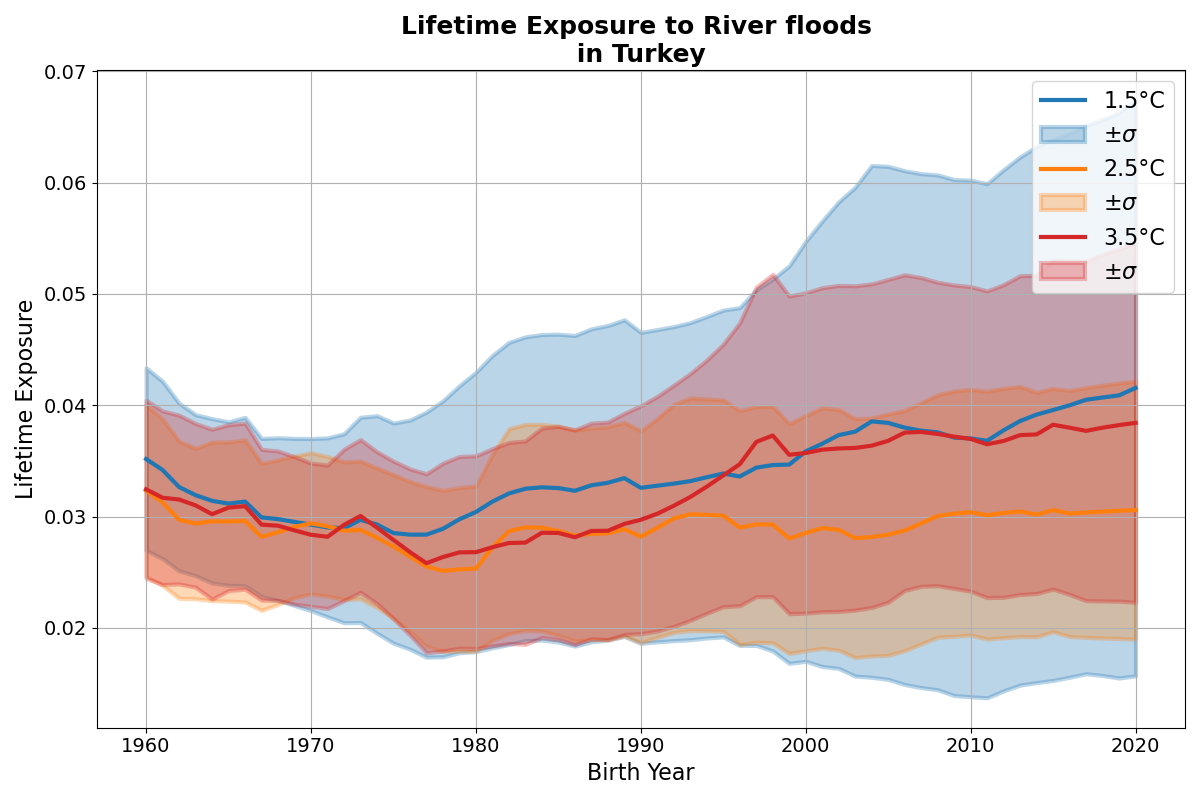 Lifetime Exposure to River floods
in Turkey
0.07
0.06
0.05
0.04
0.03
0.02
Lifetime Exposure
1.5°C
±σ
2.5°C
±σ
3.5°C
±σ
1960
1970
1980
1990
2000
2010
2020
Birth Year